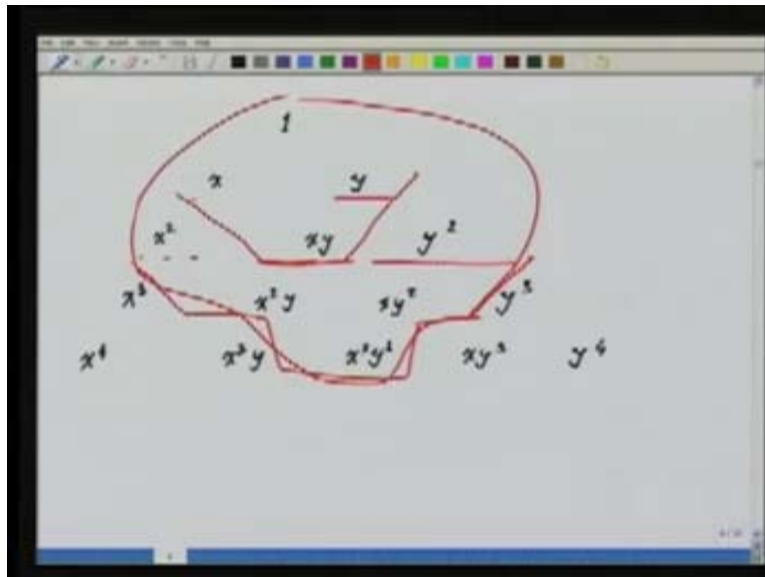 1
x y
x² xy y²
x³ x²y xy² y³
x⁴ x³y x²y² xy³ y⁴